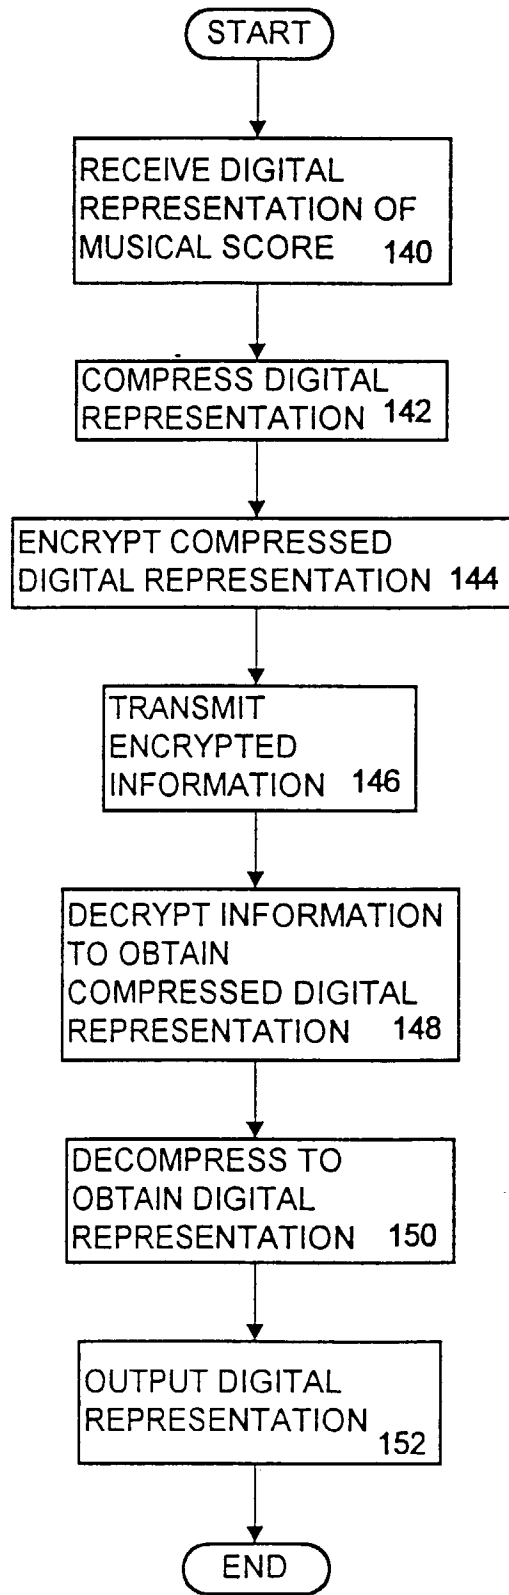 START
RECEIVE DIGITAL
REPRESENTATION OF
MUSICAL SCORE 140
COMPRESS DIGITAL
REPRESENTATION 142
ENCRYPT COMPRESSED
DIGITAL REPRESENTATION 144
TRANSMIT
ENCRYPTED
INFORMATION 146
DECRYPT INFORMATION
TO OBTAIN
COMPRESSED DIGITAL
REPRESENTATION 148
DECOMPRESS TO
OBTAIN DIGITAL
REPRESENTATION 150
OUTPUT DIGITAL
REPRESENTATION
152
END